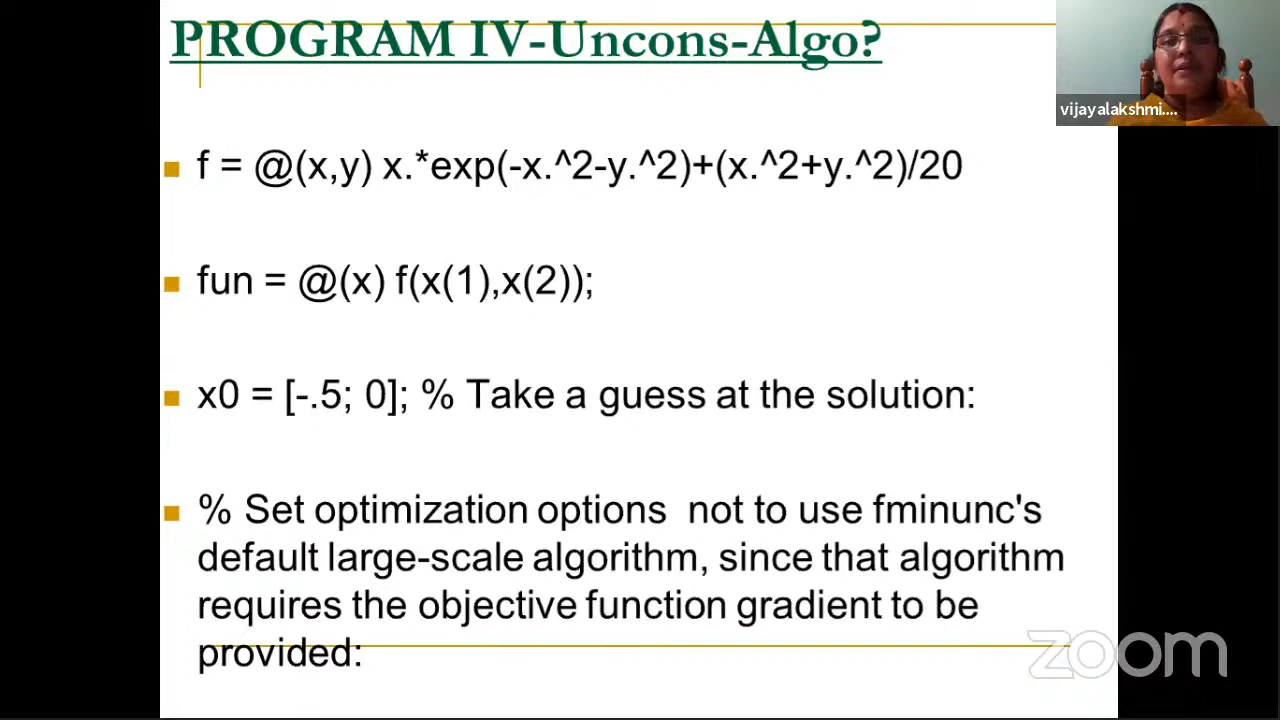 PROGRAM IV-Uncons-Algo?
vijayalakshmi....
f = @(x,y) x.*exp(-x.^2-y.^2)+(x.^2+y.^2)/20
fun = @(x) f(x(1),x(2));
x0 = [-.5; 0]; % Take a guess at the solution:
% Set optimization options  not to use fminunc's
default large-scale algorithm, since that algorithm
requires the objective function gradient to be
provided:
zoom